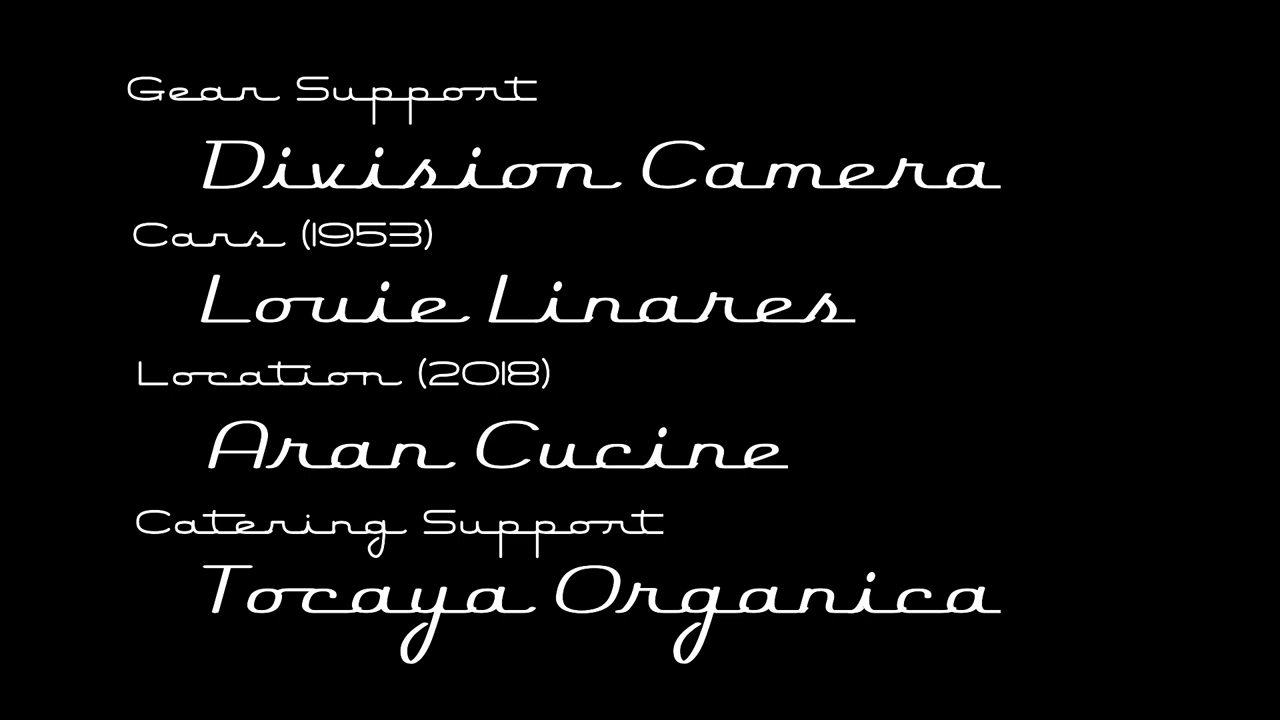 Gear Support
Division Camera
Cars (1953)
Louie Linares
Location (2018)
Aran Cucine
Catering Support
Tocaya Organica